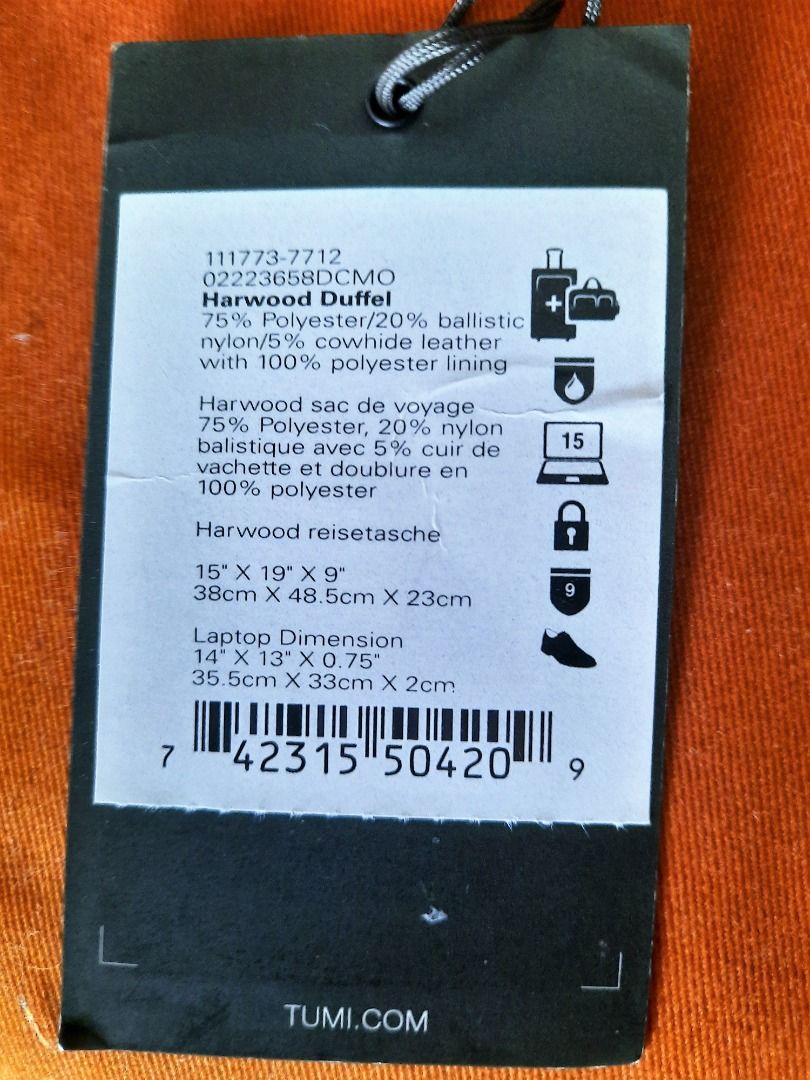 111773-7712
02223658DCMO
Harwood Duffel
75% Polyester/20% ballistic
nylon/5% cowhide leather
with 100% polyester lining
Harwood sac de voyage
75% Polyester, 20% nylon
balistique avec 5% cuir de
vachette et doublure en
100% polyester
Harwood reisetasche
15" X 19" X 9"
38cm X 48.5cm X 23cm
Laptop Dimension
14" X 13" X 0.75"
35.5cm X 33cm X 2cm
15
9
7 42315 50420 9
TUMI.COM